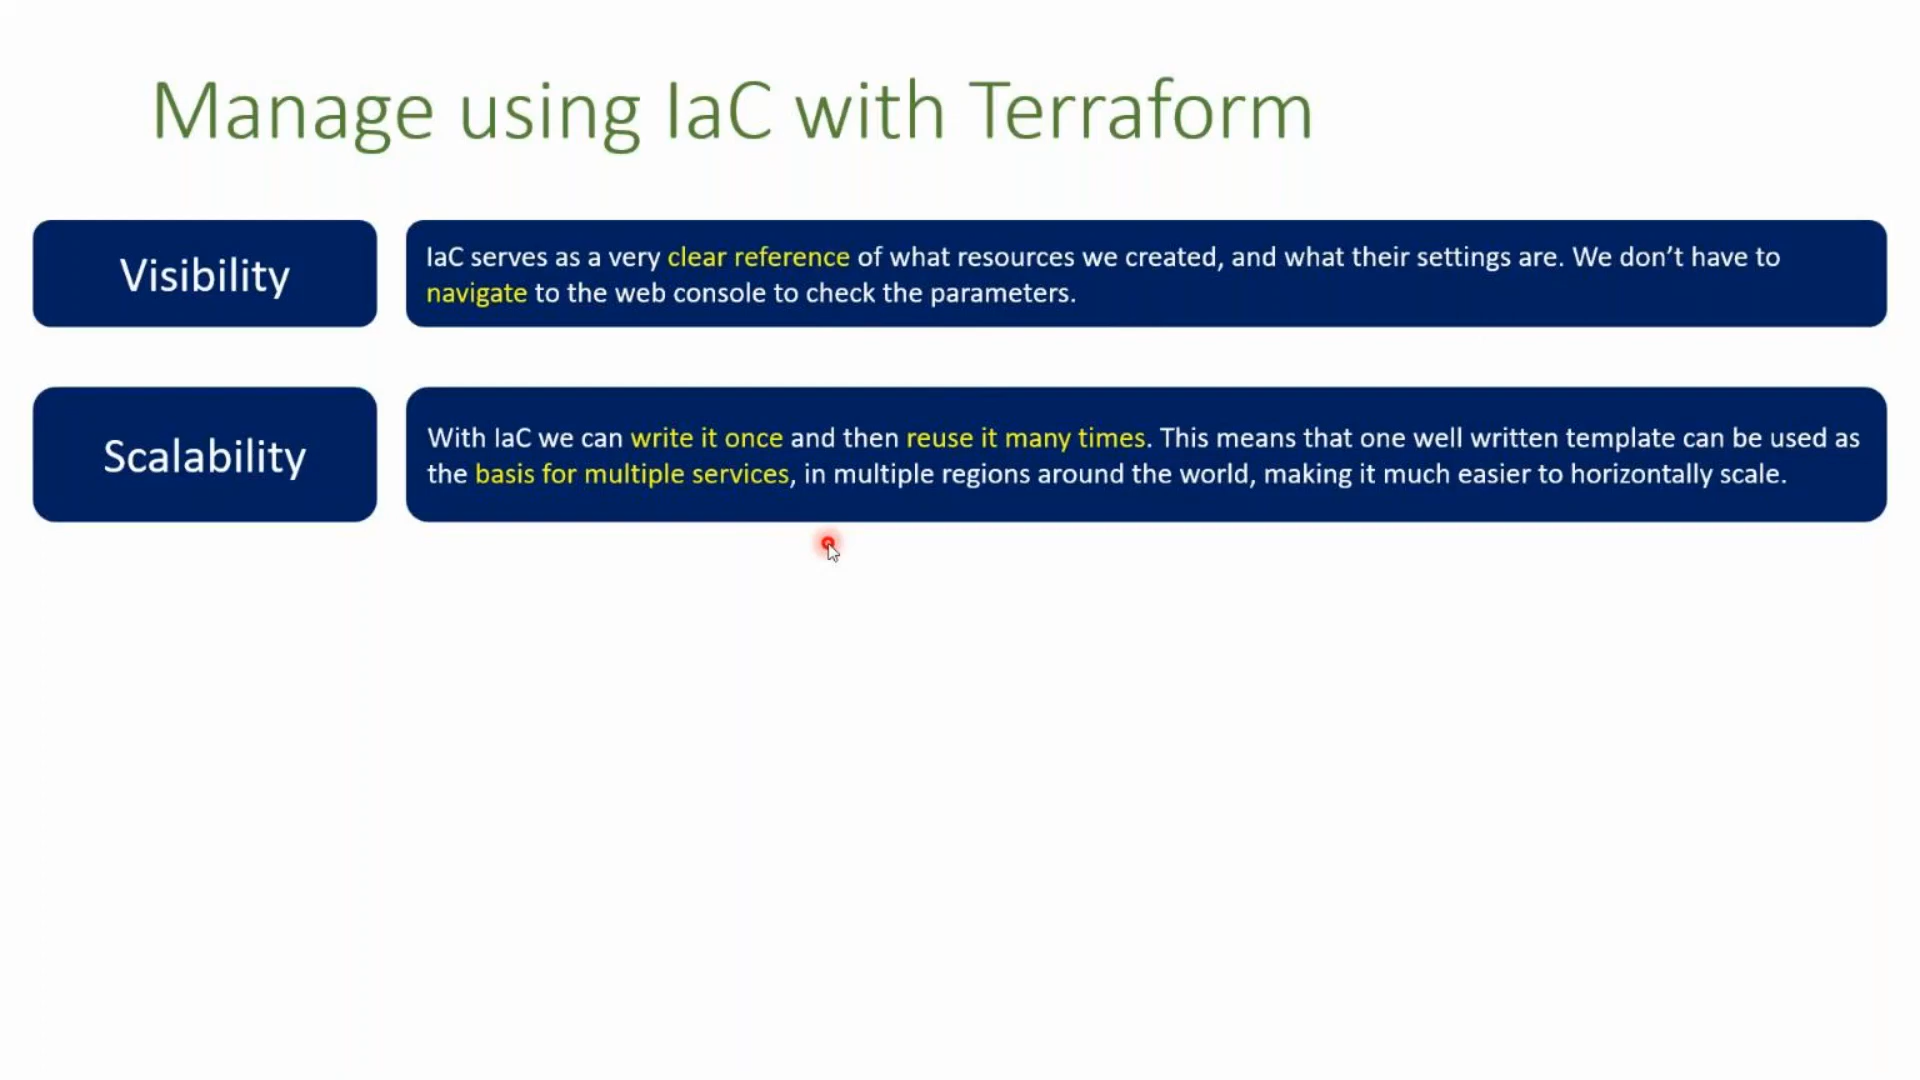 Manage using IaC with Terraform
Visibility
IaC serves as a very clear reference of what resources we created, and what their settings are. We don’t have to
navigate to the web console to check the parameters.
Scalability
With IaC we can write it once and then reuse it many times. This means that one well written template can be used as
the basis for multiple services, in multiple regions around the world, making it much easier to horizontally scale.